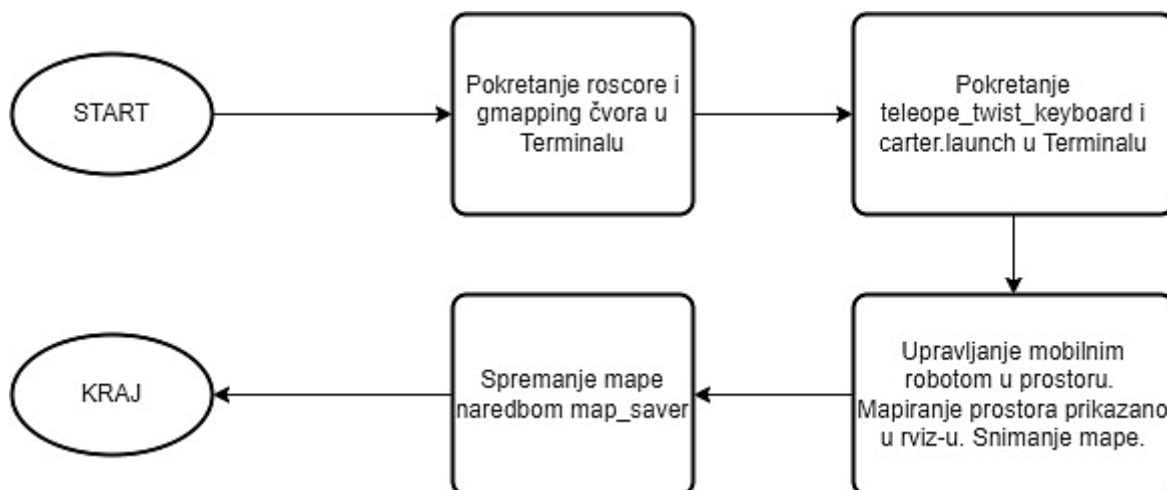 START
Pokretanje roscore i
gmapping čvora u
Terminalu
Pokretanje
teleope_twist_keyboard i
carter.launch u Terminalu
Upravljanje mobilnim
robotom u prostoru.
Mapiranje prostora prikazano
u rviz-u. Snimanje mape.
Spremanje mape
naredbom map_saver
KRAJ